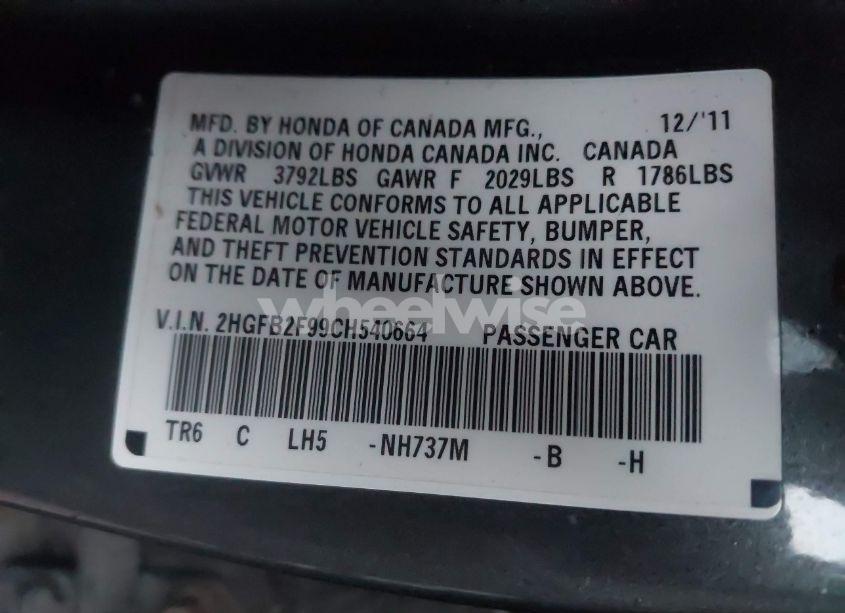 MFD. BY HONDA OF CANADA MFG., 12/'11
A DIVISION OF HONDA CANADA INC. CANADA
GVWR 3792LBS GAWR F 2029LBS R 1786LBS
THIS VEHICLE CONFORMS TO ALL APPLICABLE
FEDERAL MOTOR VEHICLE SAFETY, BUMPER,
AND THEFT PREVENTION STANDARDS IN EFFECT
ON THE DATE OF MANUFACTURE SHOWN ABOVE.
wheelwise
V.I.N. 2HGFB2F99CH540664 PASSENGER CAR
TR6 C LH5 -NH737M -B -H